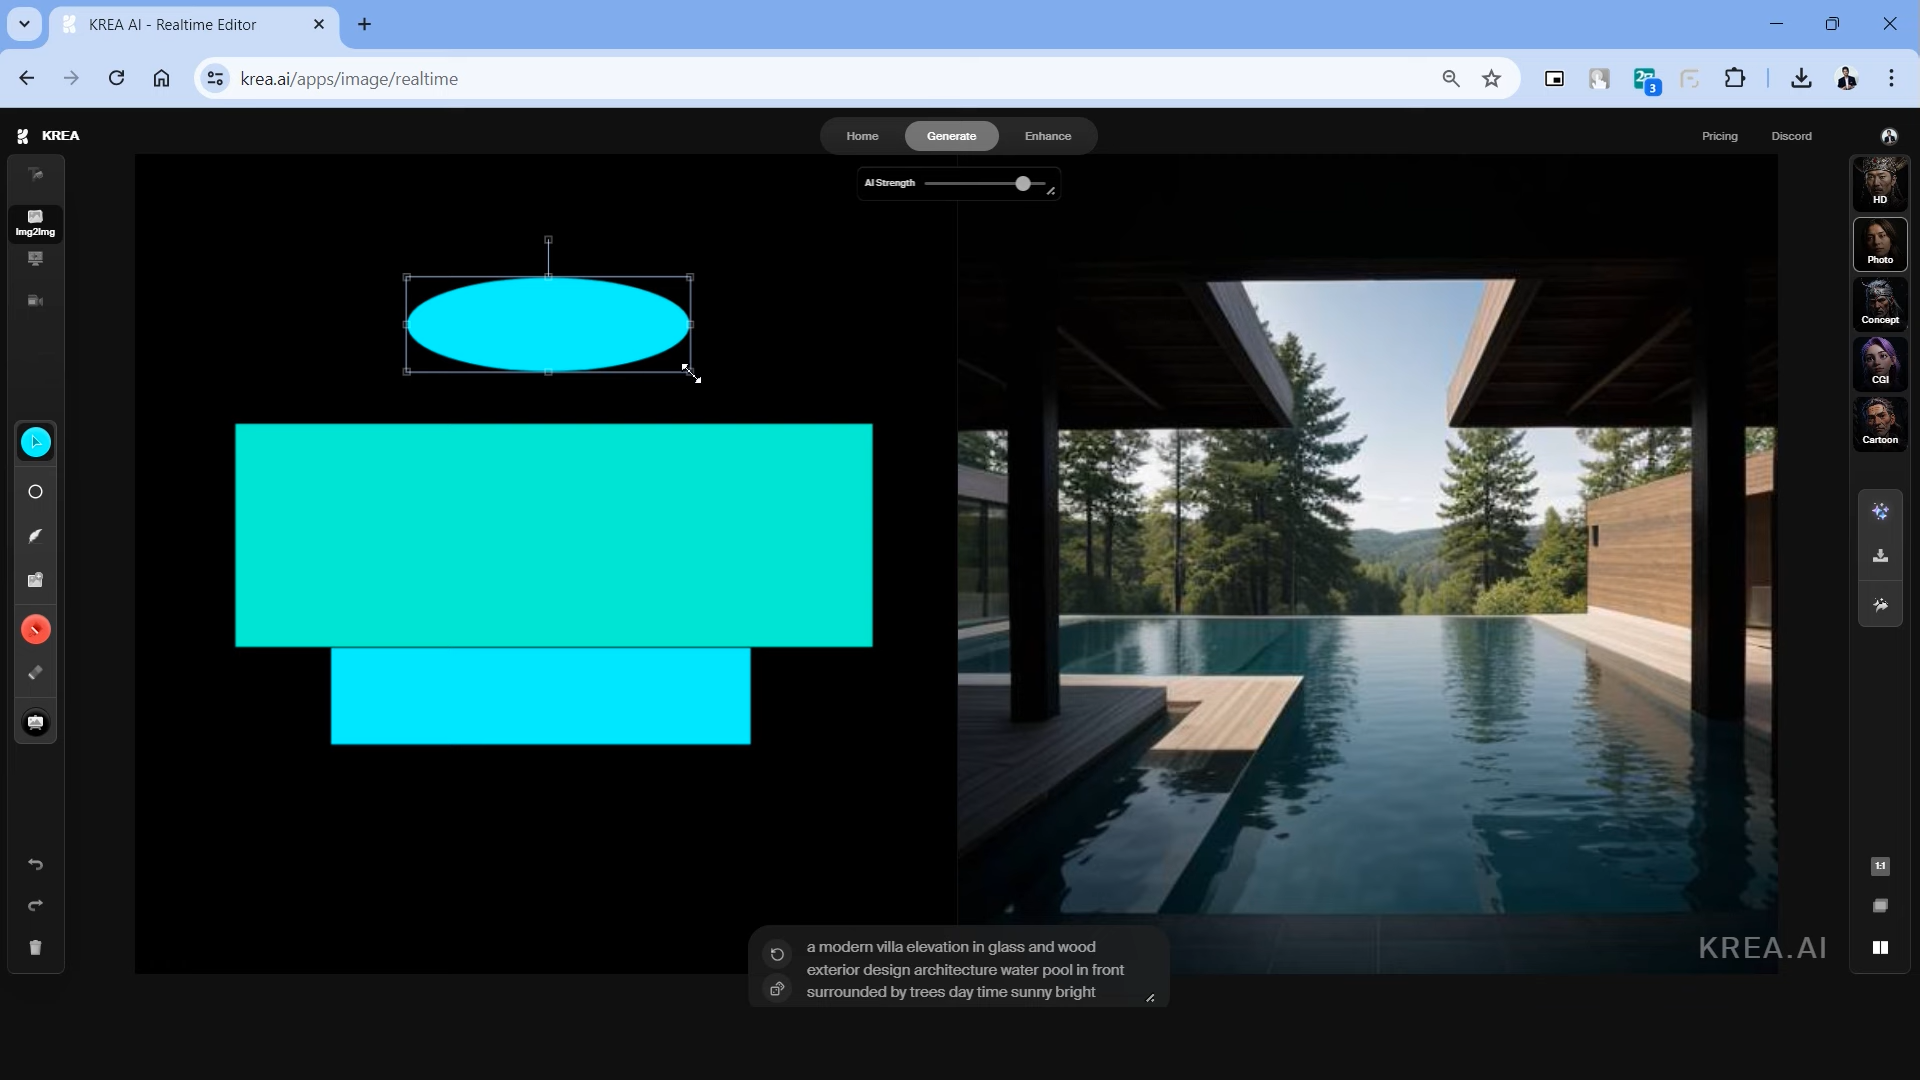 KREA AI - Realtime Editor
krea.ai/apps/image/realtime
3
KREA
Home
Generate
Enhance
Pricing
Discord
AI Strength
Img2Img
HD
Photo
Concept
CGI
Cartoon
1:1
KREA.AI
a modern villa elevation in glass and wood
exterior design architecture water pool in front
surrounded by trees day time sunny bright